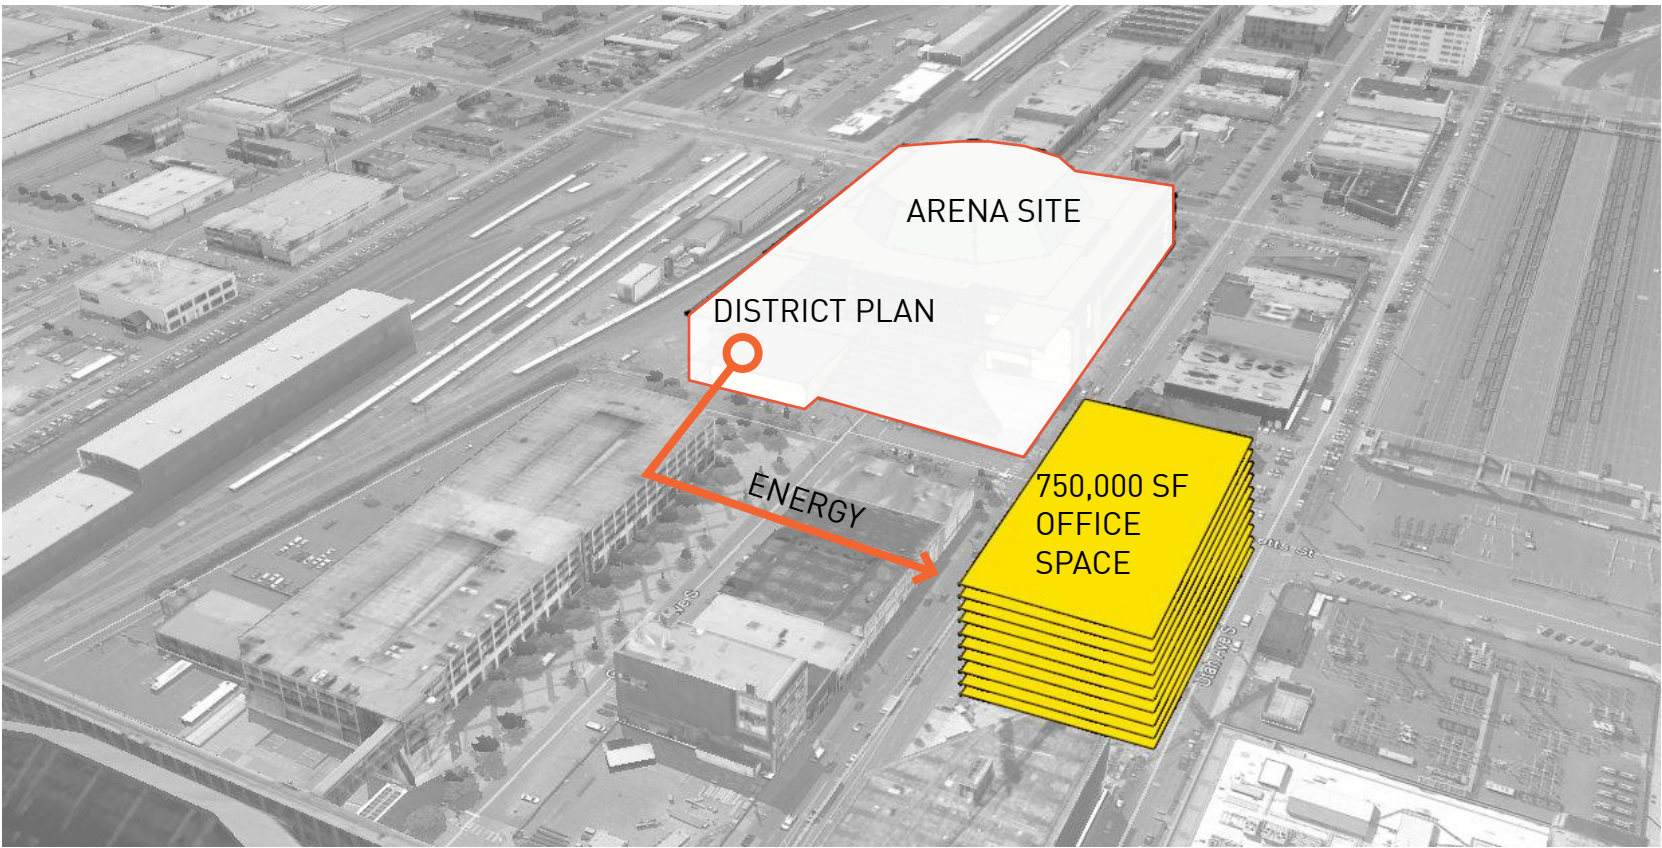 ARENA SITE
DISTRICT PLAN
ENERGY
750,000 SF
OFFICE
SPACE